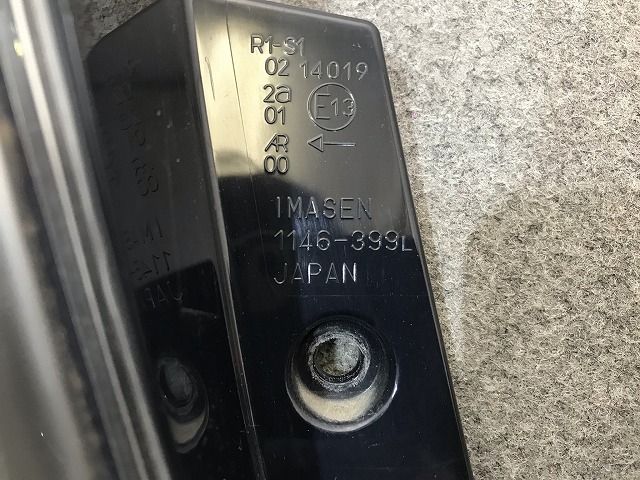 R1-S1
02 14019
2a
01 E13
AR ←
00
IMASEN
1146-399L
JAPAN